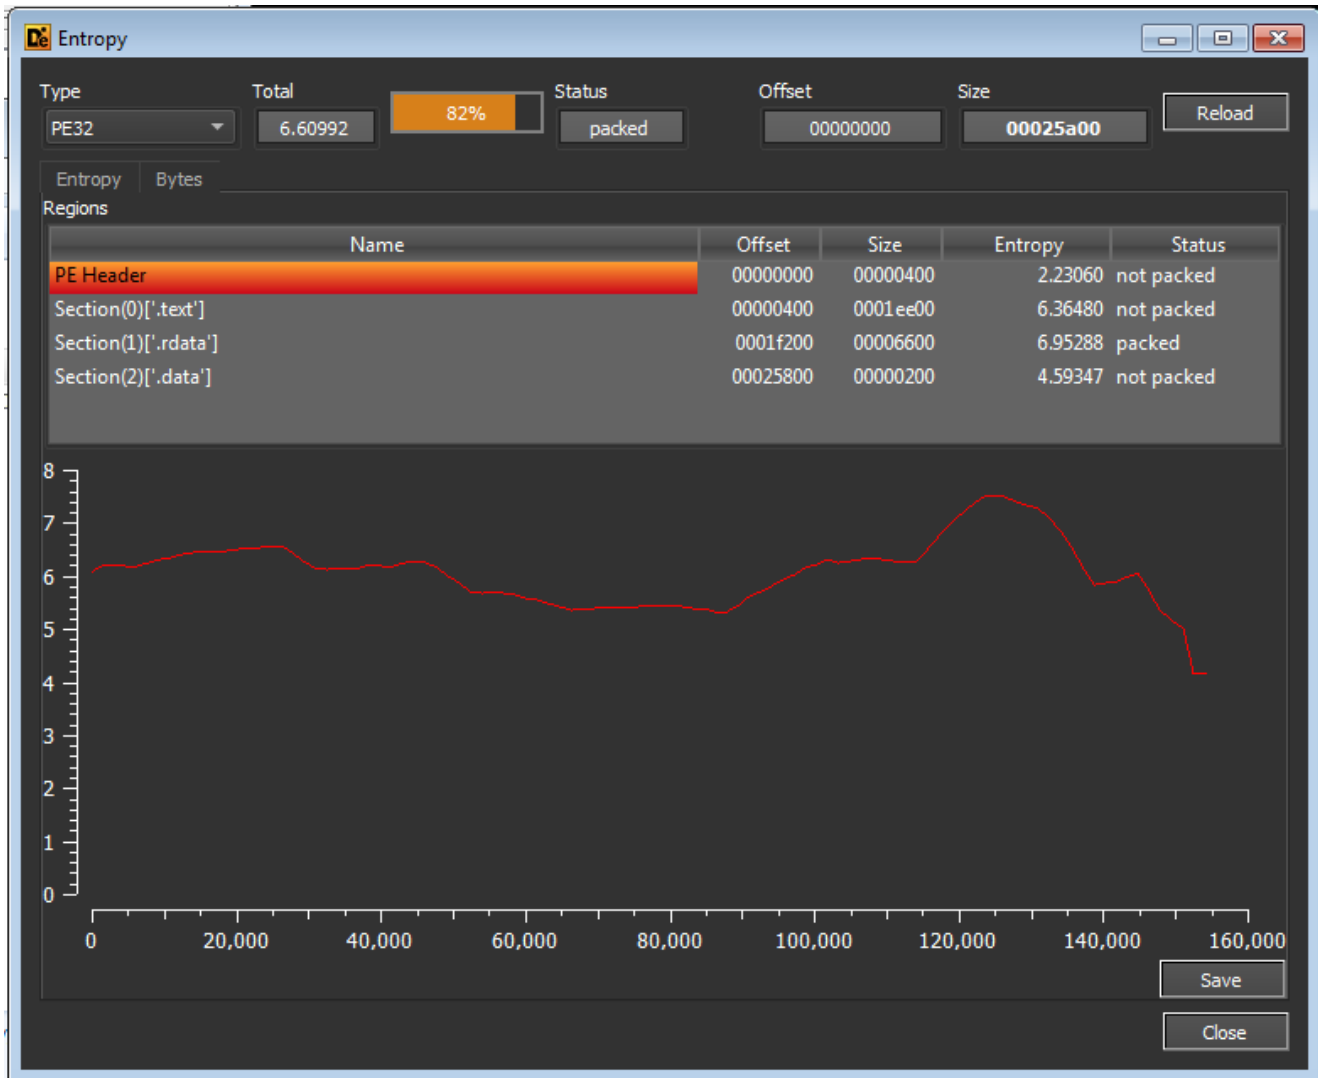 Entropy
Type Total Status Offset Size
PE32 6.60992 82% packed 00000000 00025a00 Reload
Entropy Bytes
Regions
Name Offset Size Entropy Status
PE Header 00000000 00000400 2.23060 not packed
Section(0)['.text'] 00000400 0001ee00 6.36480 not packed
Section(1)['.rdata'] 0001f200 00006600 6.95288 packed
Section(2)['.data'] 00025800 00000200 4.59347 not packed
8
7
6
5
4
3
2
1
0
0 20,000 40,000 60,000 80,000 100,000 120,000 140,000 160,000
Save
Close